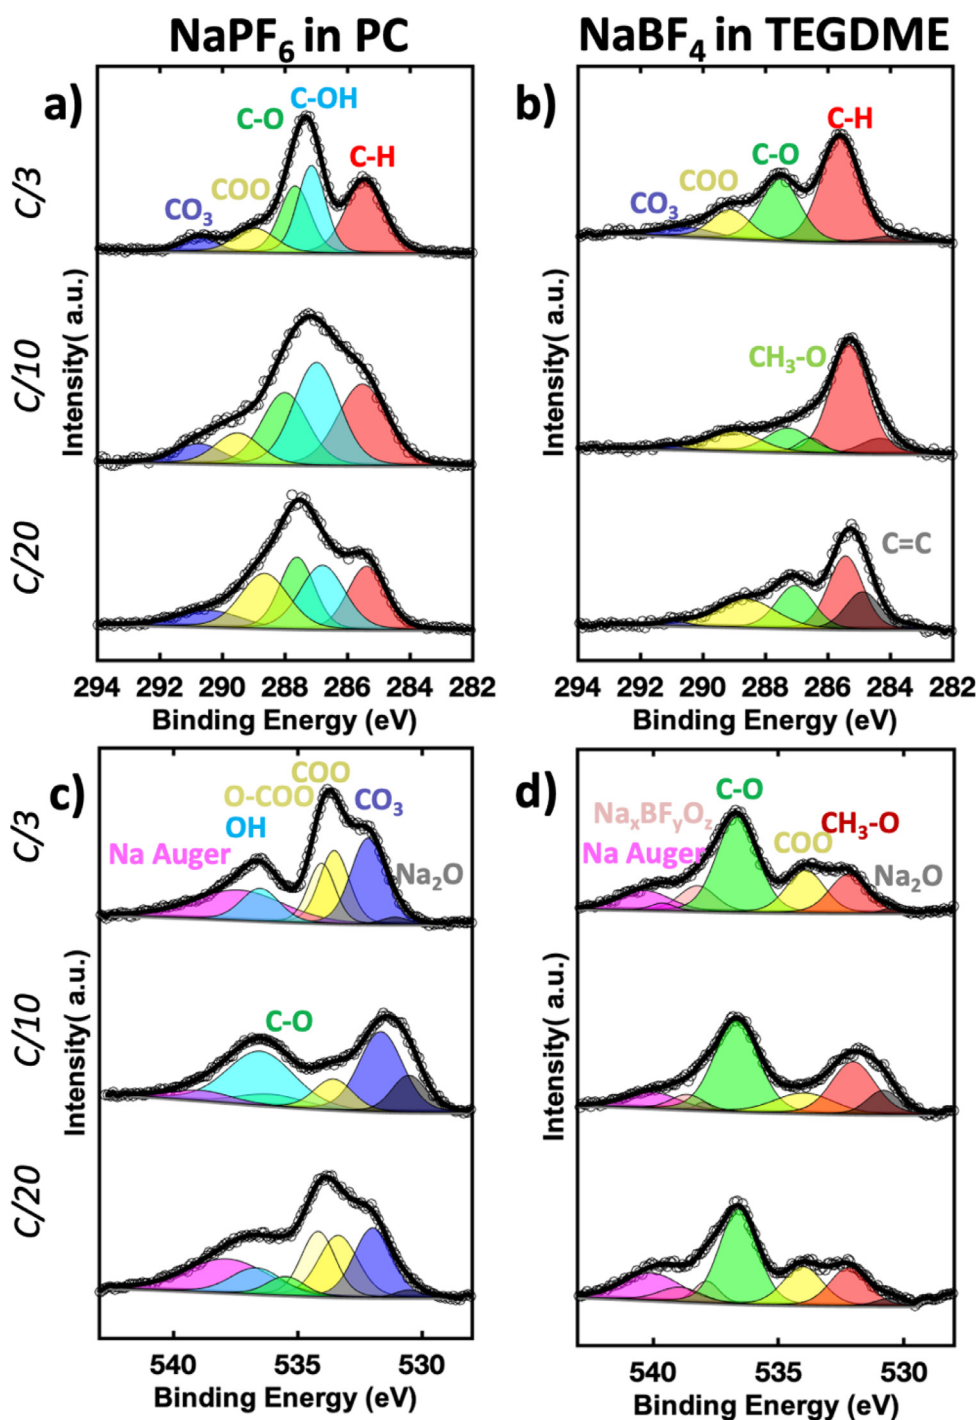 NaPF6 in PC
NaBF4 in TEGDME
a)
C-OH
C-O
C-H
COO
CO3
C/3
b)
C-H
C-O
COO
CO3
C/10
CH3-O
C/20
C=C
Intensity( a.u.)
Intensity( a.u.)
294 292 290 288 286 284 282
Binding Energy (eV)
294 292 290 288 286 284 282
Binding Energy (eV)
c)
COO
O-COO
CO3
OH
Na Auger
Na2O
C/3
d)
C-O
NaxBFyOz
CH3-O
COO
Na Auger
Na2O
C/10
C-O
C/20
Intensity( a.u.)
Intensity( a.u.)
540 535 530
Binding Energy (eV)
540 535 530
Binding Energy (eV)